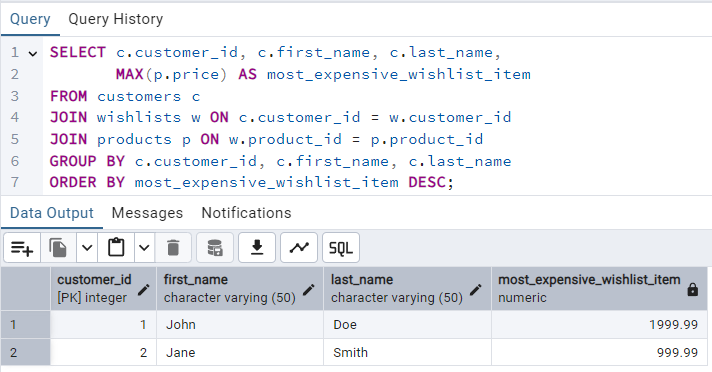 Query Query History
1 SELECT c.customer_id, c.first_name, c.last_name,
2 MAX(p.price) AS most_expensive_wishlist_item
3 FROM customers c
4 JOIN wishlists w ON c.customer_id = w.customer_id
5 JOIN products p ON w.product_id = p.product_id
6 GROUP BY c.customer_id, c.first_name, c.last_name
7 ORDER BY most_expensive_wishlist_item DESC;
Data Output Messages Notifications
SQL
customer_id first_name last_name most_expensive_wishlist_item
[PK] integer character varying (50) character varying (50) numeric
1 1 John Doe 1999.99
2 2 Jane Smith 999.99